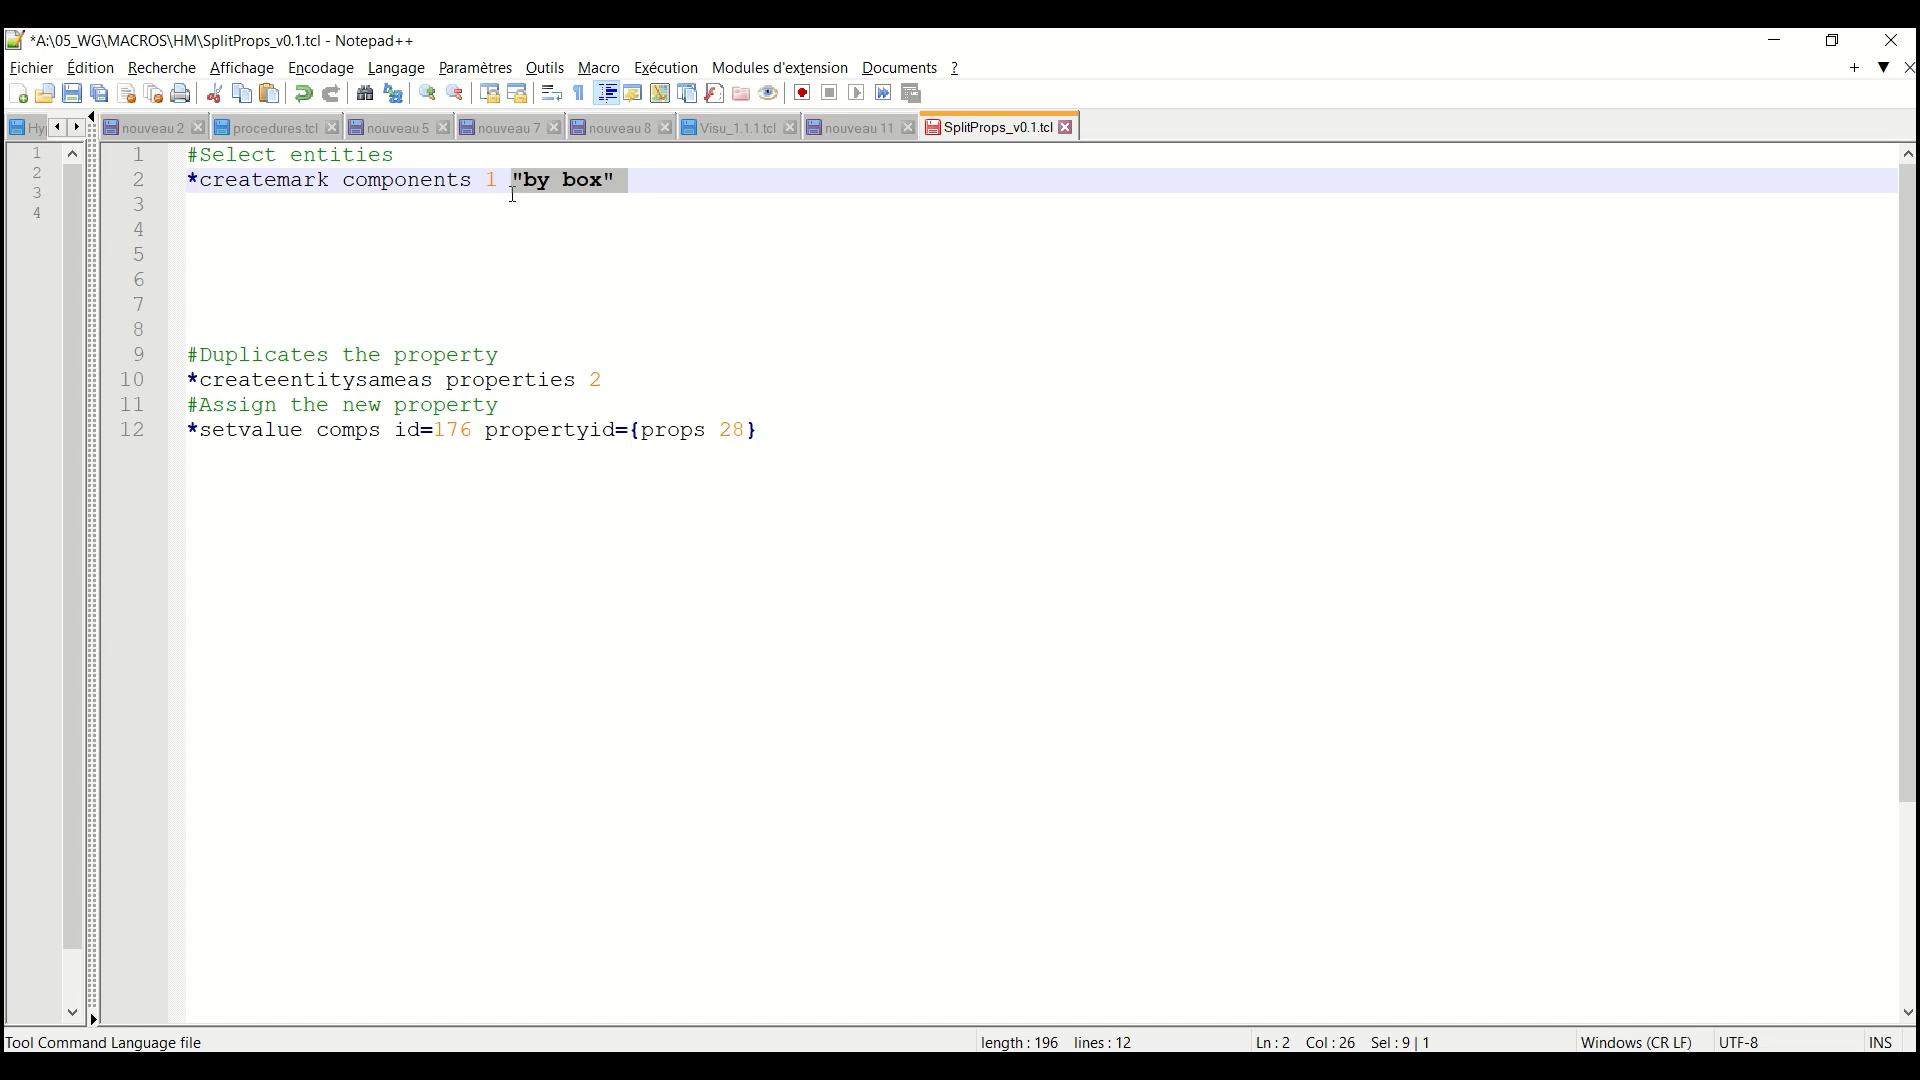 *A:\05_WG\MACROS\HM\SplitProps_v0.1.tcl - Notepad++
Fichier Édition Recherche Affichage Encodage Langage Paramètres Outils Macro Exécution Modules d'extension Documents ?
Hy nouveau 2 procedures.tcl nouveau 5 nouveau 7 nouveau 8 Visu_1.1.1.tcl nouveau 11 SplitProps_v0.1.tcl
1
2
3
4
1 #Select entities
2 *createmark components 1 "by box"
3
4
5
6
7
8
9 #Duplicates the property
10 *createentitysameas properties 2
11 #Assign the new property
12 *setvalue comps id=176 propertyid={props 28}
Tool Command Language file length : 196 lines : 12 Ln : 2 Col : 26 Sel : 9 | 1 Windows (CR LF) UTF-8 INS